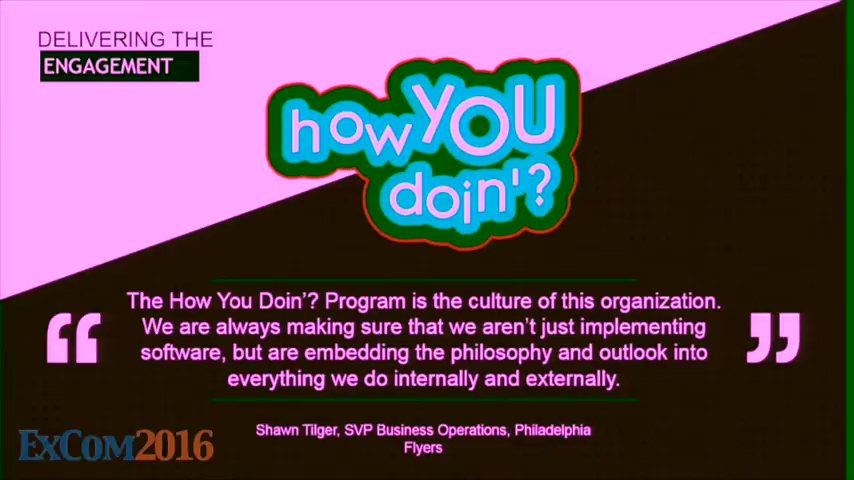 DELIVERING THE
ENGAGEMENT
how YOU
doin'?
“ The How You Doin’? Program is the culture of this organization.
We are always making sure that we aren’t just implementing
software, but are embedding the philosophy and outlook into
everything we do internally and externally. ”
Shawn Tilger, SVP Business Operations, Philadelphia
Flyers
EXCOM2016